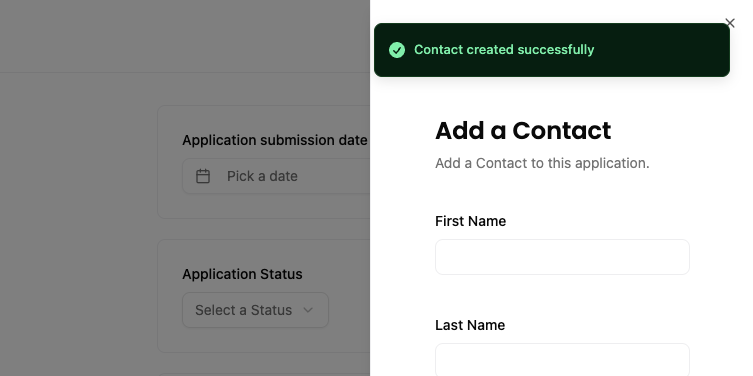 Contact created successfully
Application submission date
Pick a date
Application Status
Select a Status
Add a Contact
Add a Contact to this application.
First Name
Last Name